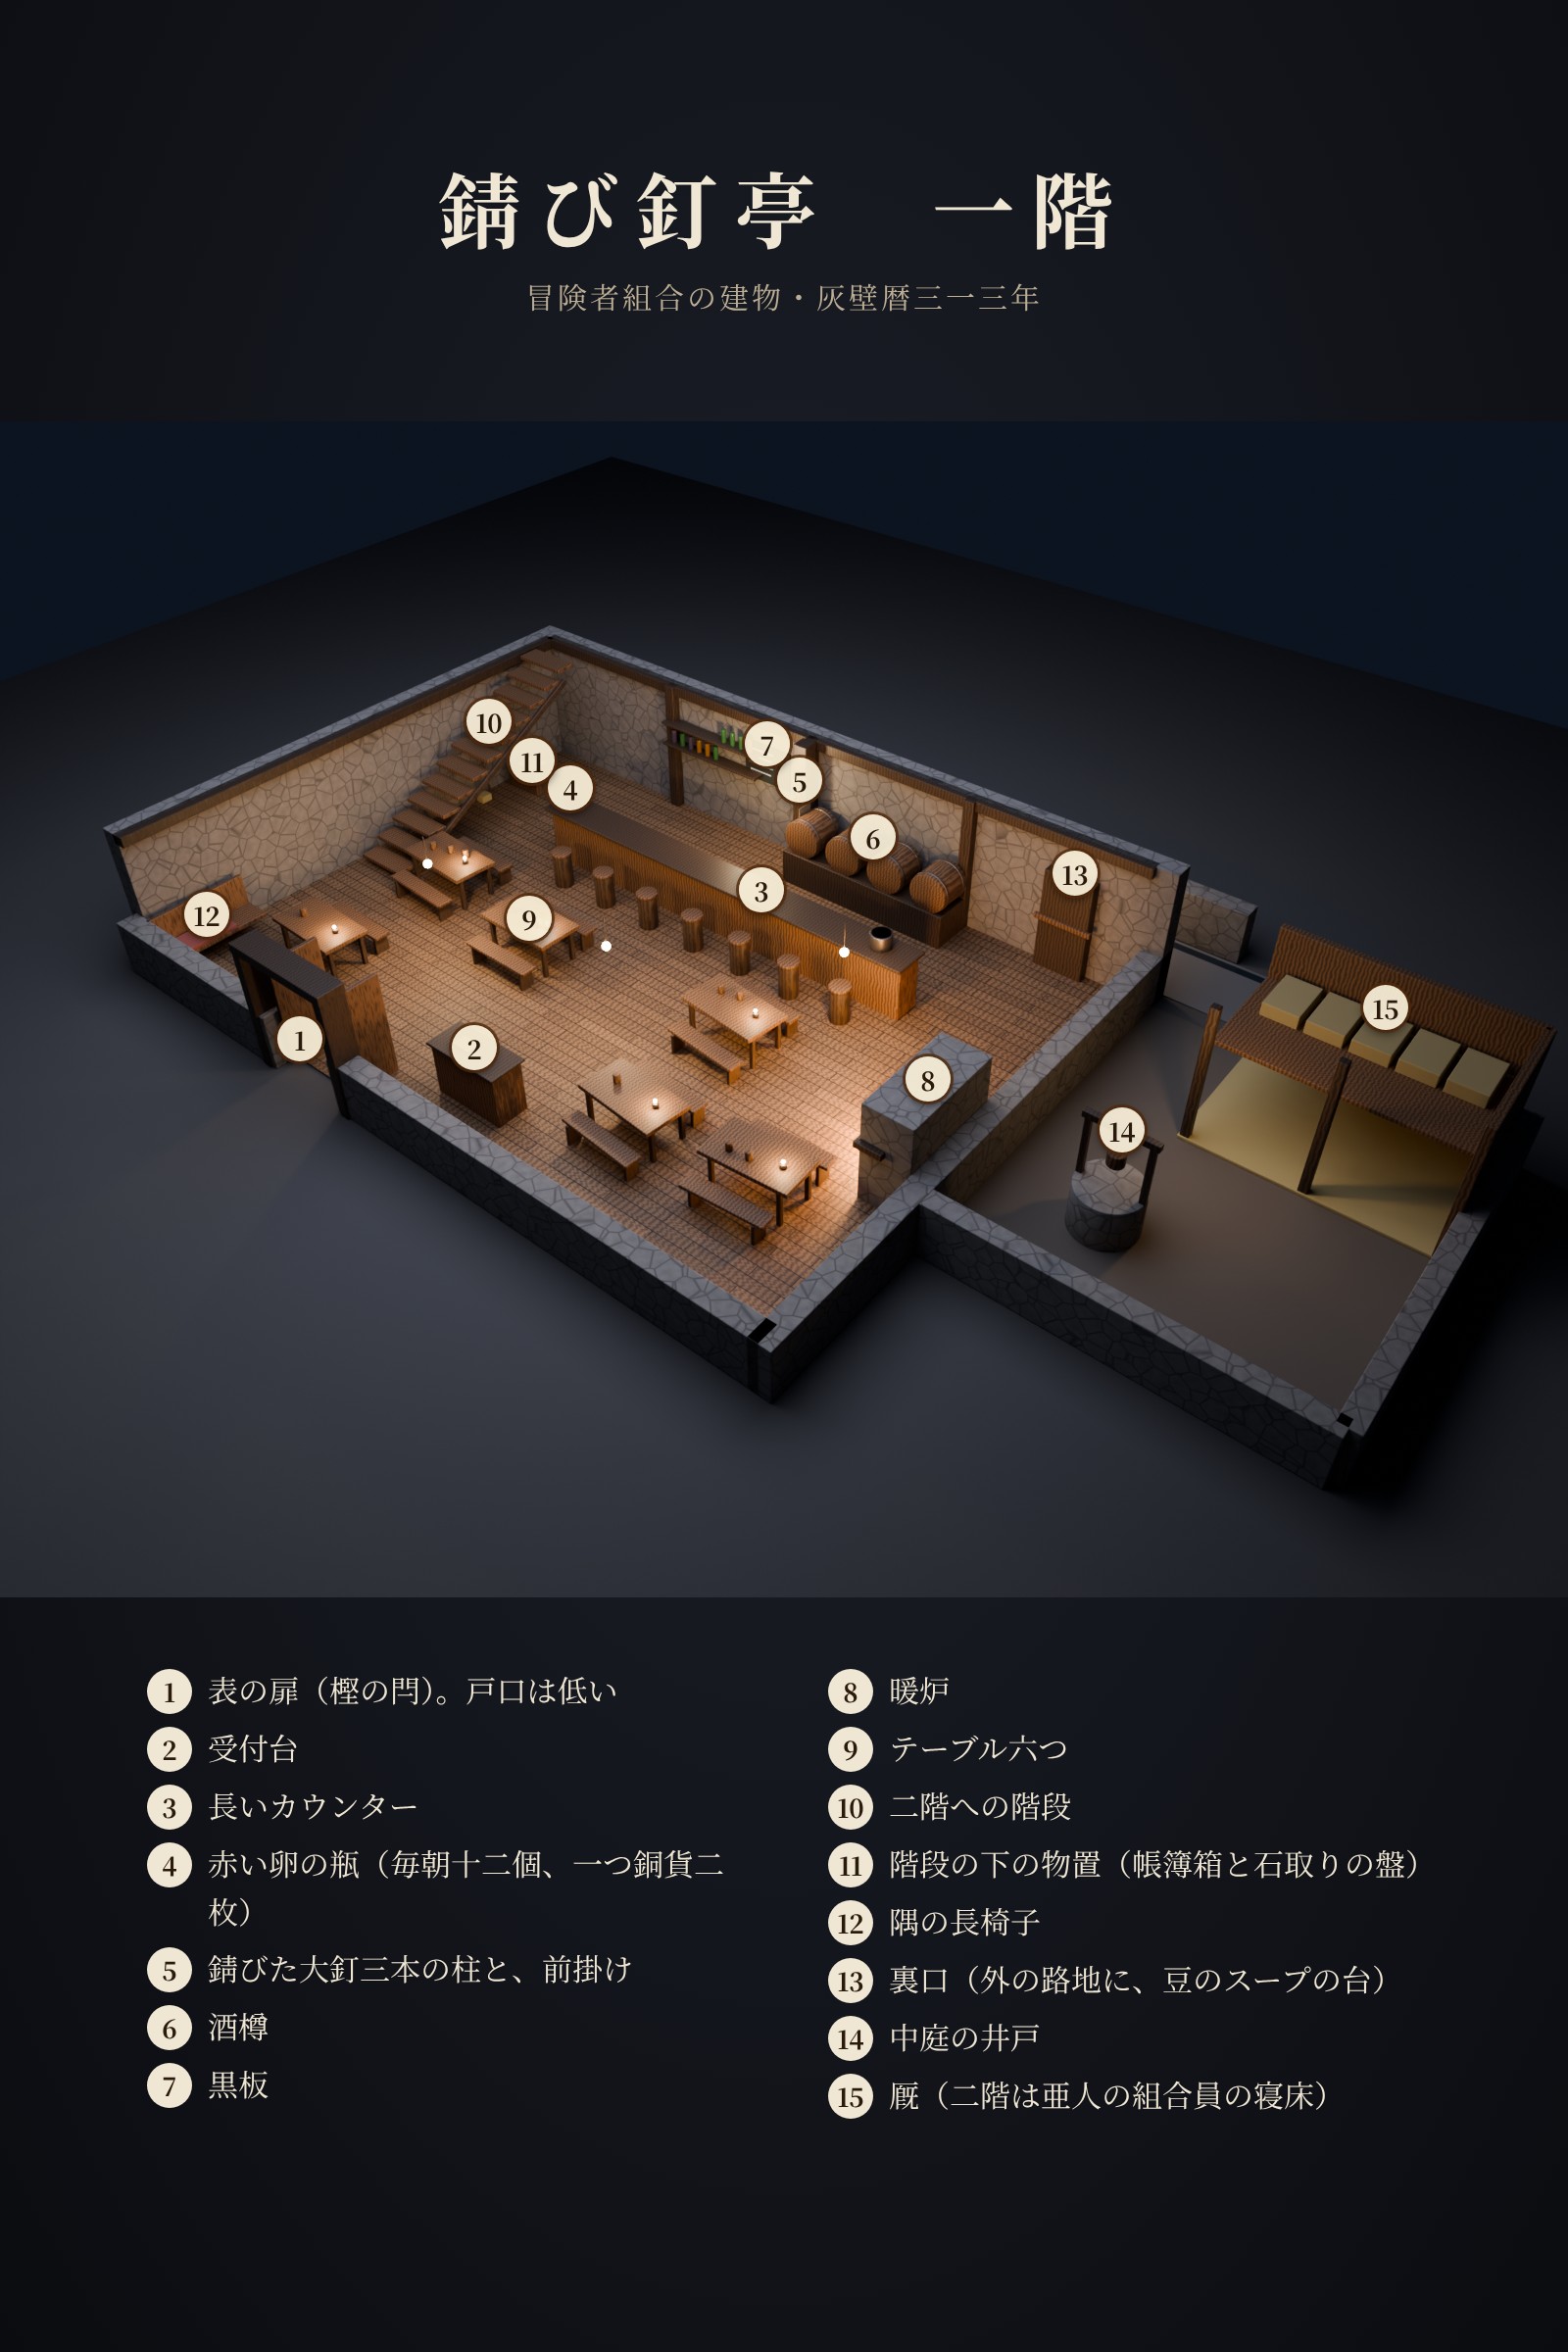 錆び釘亭　一階
冒険者組合の建物・灰壁暦三一三年
10
11
7
4
5
6
3
13
12
9
15
1
2
8
14
1 表の扉（樫の閂）。戸口は低い
2 受付台
3 長いカウンター
4 赤い卵の瓶（毎朝十二個、一つ銅貨二
枚）
5 錆びた大釘三本の柱と、前掛け
6 酒樽
7 黒板
8 暖炉
9 テーブル六つ
10 二階への階段
11 階段の下の物置（帳簿箱と石取りの盤）
12 隅の長椅子
13 裏口（外の路地に、豆のスープの台）
14 中庭の井戸
15 厩（二階は亜人の組合員の寝床）